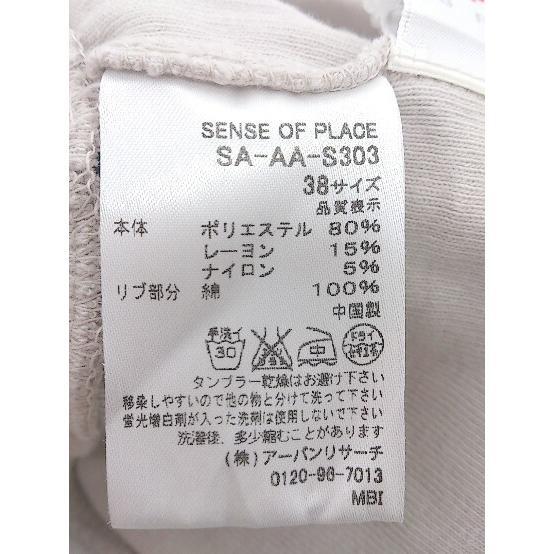 SENSE OF PLACE
SA-AA-S303
38サイズ
品質表示
本体 ポリエステル 80%
レーヨン 15%
ナイロン 5%
リブ部分 綿 100%
中国製
手洗イ 30 ドライ セキユ系
タンブラー乾燥はお避け下さい
移染しやすいので他の物と分けて洗って下さい
蛍光増白剤が入った洗剤は使用しないで下さい
洗濯後、多少縮むことがあります
(株)アーバンリサーチ
0120-96-7013
MBI